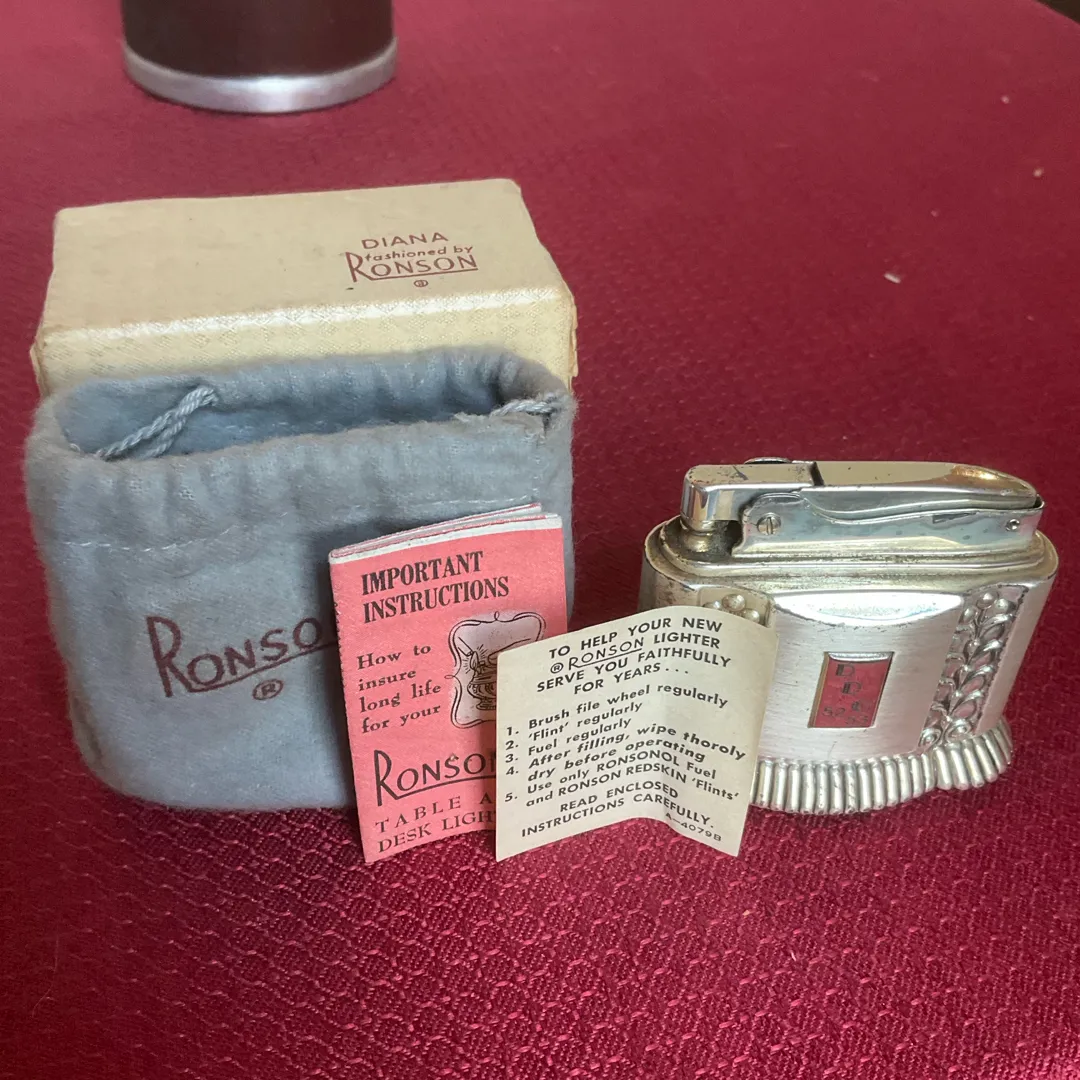 DIANA
fashioned by
RONSON
®
RONSO
®
IMPORTANT
INSTRUCTIONS
How to
insure
long life
for your
RONSON
TABLE A
DESK LIGH
TO HELP YOUR NEW
®RONSON LIGHTER
SERVE YOU FAITHFULLY
FOR YEARS...
1. Brush file wheel regularly
2. 'Flint' regularly
3. Fuel regularly
4. After filling, wipe thoroly
dry before operating
5. Use only RONSONOL Fuel
and RONSON REDSKIN 'Flints'
READ ENCLOSED
INSTRUCTIONS CAREFULLY.
A-4079B